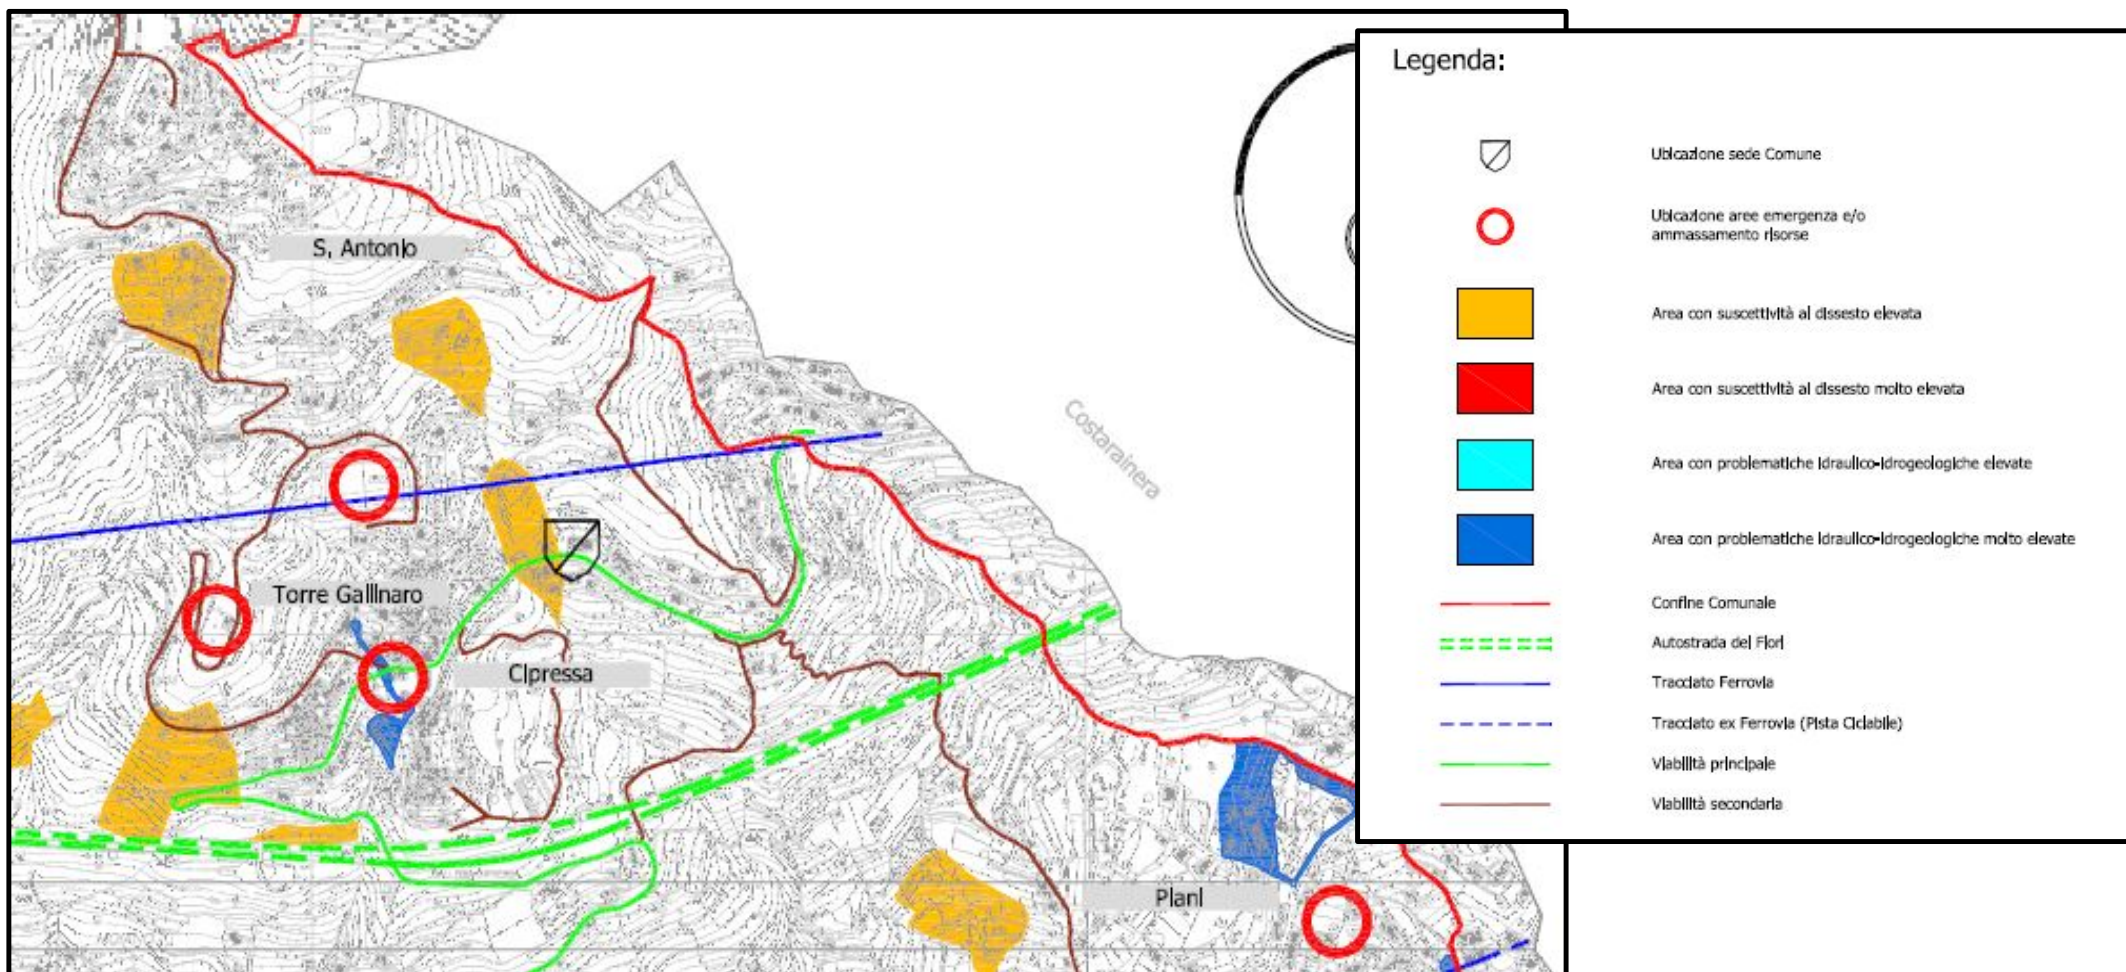 S. Antonio
Torre Gallinaro
Cipressa
Costarainera
Piani
Legenda:
Ubicazione sede Comune
Ubicazione aree emergenza e/o
ammassamento risorse
Area con suscettività al dissesto elevata
Area con suscettività al dissesto molto elevata
Area con problematiche idraulico-idrogeologiche elevate
Area con problematiche idraulico-idrogeologiche molto elevate
Confine Comunale
Autostrada dei Fiori
Tracciato Ferrovia
Tracciato ex Ferrovia (Pista Ciclabile)
Viabilità principale
Viabilità secondaria